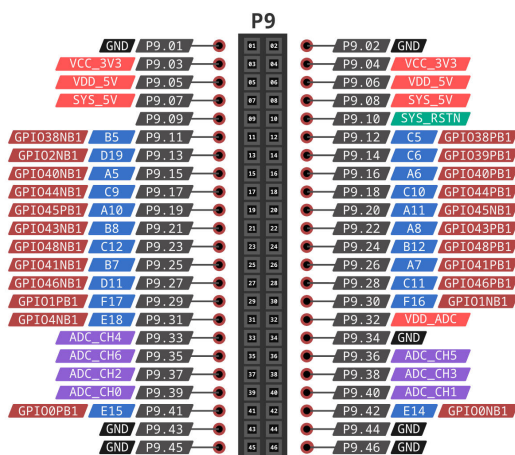 P9
GND P9.01 01 02 P9.02 GND
VCC_3V3 P9.03 03 04 P9.04 VCC_3V3
VDD_5V P9.05 05 06 P9.06 VDD_5V
SYS_5V P9.07 07 08 P9.08 SYS_5V
P9.09 09 10 P9.10 SYS_RSTN
GPIO38NB1 B5 P9.11 11 12 P9.12 C5 GPIO38PB1
GPIO2NB1 D19 P9.13 13 14 P9.14 C6 GPIO39PB1
GPIO40NB1 A5 P9.15 15 16 P9.16 A6 GPIO40PB1
GPIO44NB1 C9 P9.17 17 18 P9.18 C10 GPIO44PB1
GPIO45PB1 A10 P9.19 19 20 P9.20 A11 GPIO45NB1
GPIO43NB1 B8 P9.21 21 22 P9.22 A8 GPIO43PB1
GPIO48NB1 C12 P9.23 23 24 P9.24 B12 GPIO48PB1
GPIO41NB1 B7 P9.25 25 26 P9.26 A7 GPIO41PB1
GPIO46NB1 D11 P9.27 27 28 P9.28 C11 GPIO46PB1
GPIO1PB1 F17 P9.29 29 30 P9.30 F16 GPIO1NB1
GPIO4NB1 E18 P9.31 31 32 P9.32 VDD_ADC
ADC_CH4 P9.33 33 34 P9.34 GND
ADC_CH6 P9.35 35 36 P9.36 ADC_CH5
ADC_CH2 P9.37 37 38 P9.38 ADC_CH3
ADC_CH0 P9.39 39 40 P9.40 ADC_CH1
GPIO0PB1 E15 P9.41 41 42 P9.42 E14 GPIO0NB1
GND P9.43 43 44 P9.44 GND
GND P9.45 45 46 P9.46 GND